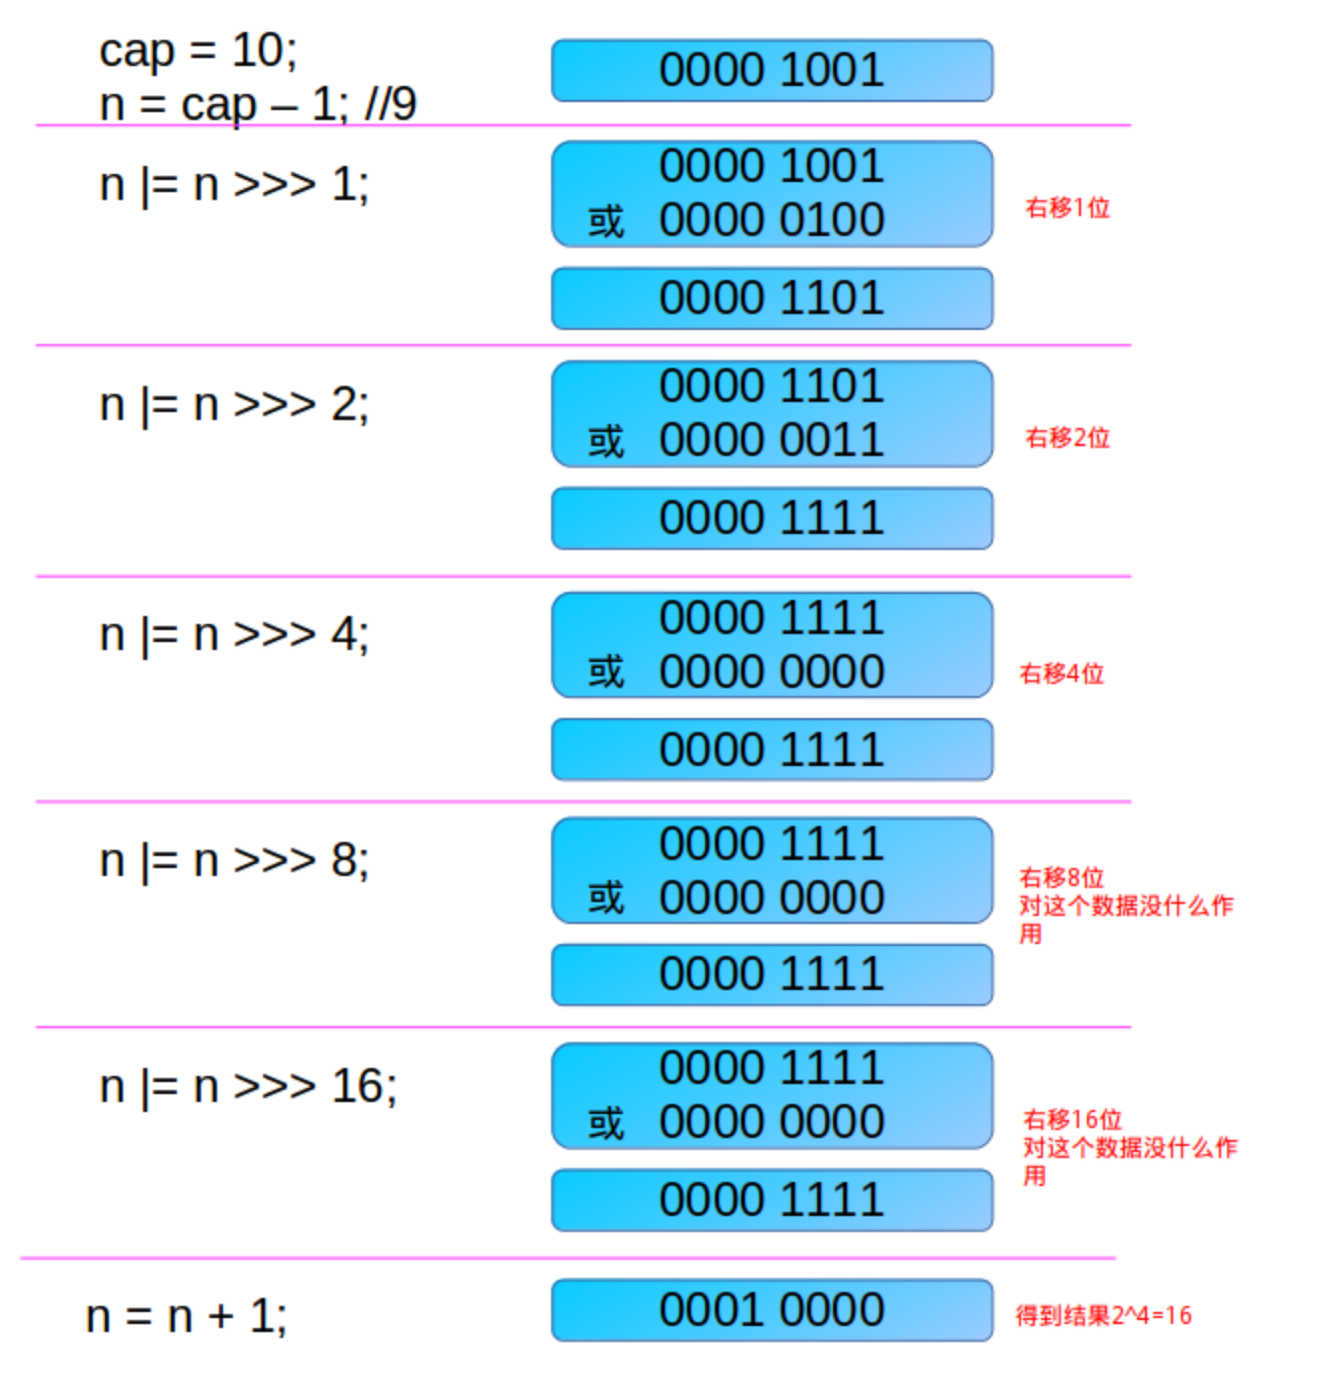 cap = 10;
n = cap – 1; //9
0000 1001
n |= n >>> 1;
0000 1001
或 0000 0100
右移1位
0000 1101
n |= n >>> 2;
0000 1101
或 0000 0011
右移2位
0000 1111
n |= n >>> 4;
0000 1111
或 0000 0000
右移4位
0000 1111
n |= n >>> 8;
0000 1111
或 0000 0000
右移8位
对这个数据没什么作
用
0000 1111
n |= n >>> 16;
0000 1111
或 0000 0000
右移16位
对这个数据没什么作
用
0000 1111
n = n + 1;
0001 0000
得到结果2^4=16